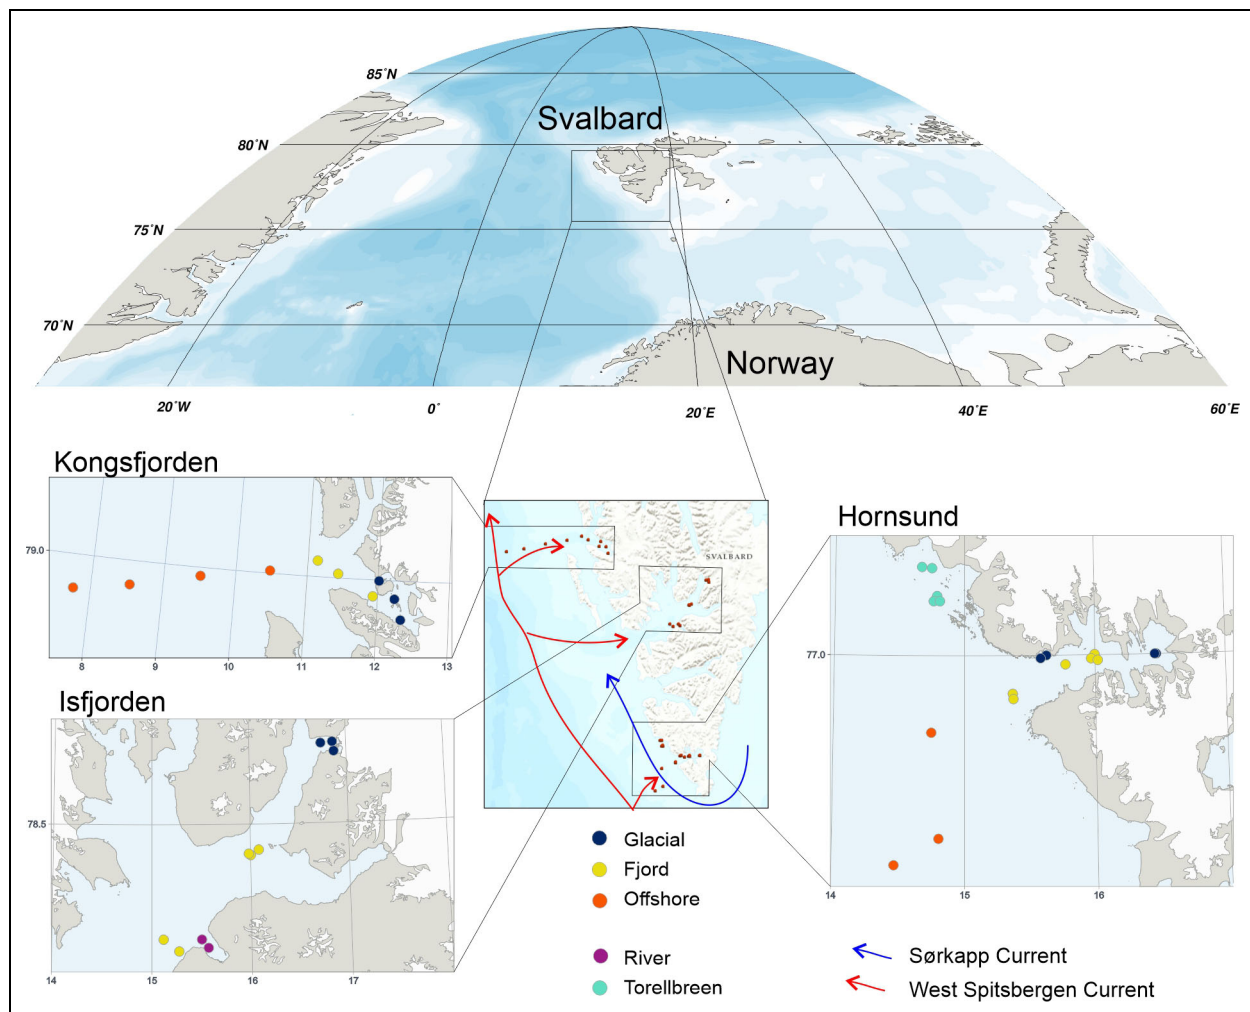 85°N
Svalbard
80°N
75°N
70°N
Norway
20°W
0°
20°E
40°E
60°E
Kongsfjorden
79.0
8
9
10
11
12
13
SVALBARD
Hornsund
77.0
14
15
16
Isfjorden
78.5
14
15
16
17
Glacial
Fjord
Offshore
River
Torellbreen
Sørkapp Current
West Spitsbergen Current